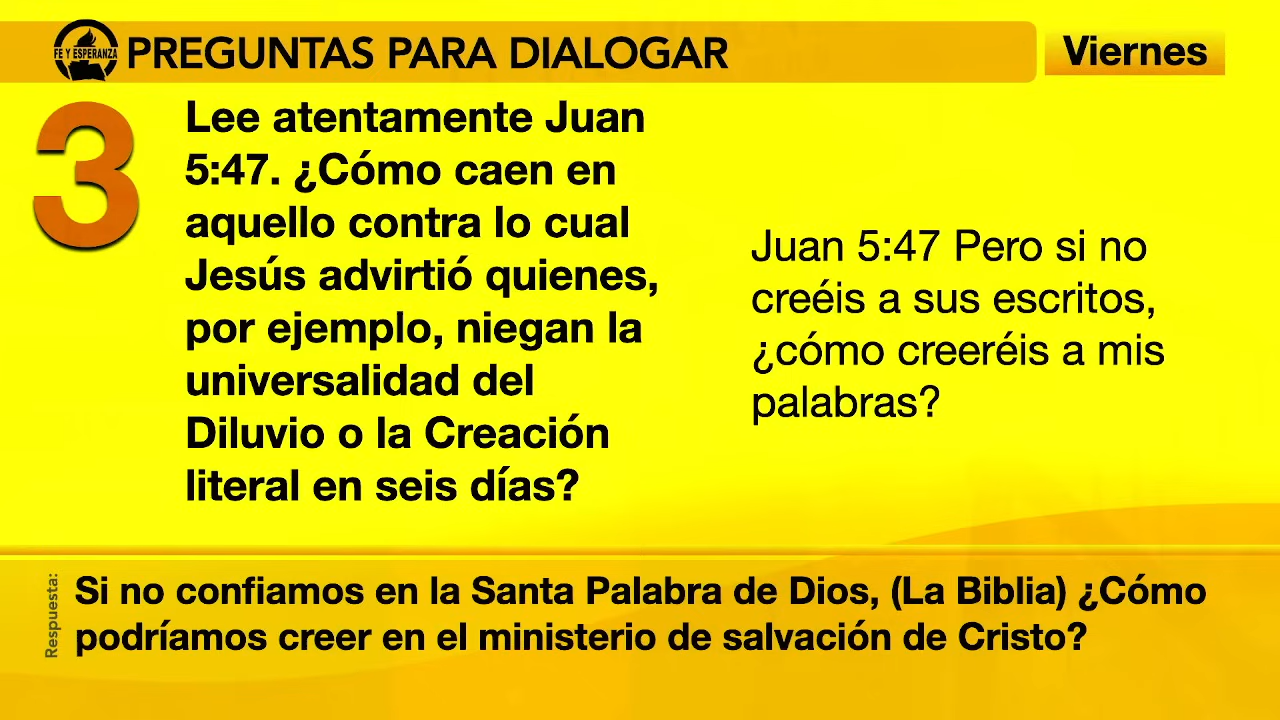 FE Y ESPERANZA
PREGUNTAS PARA DIALOGAR
Viernes
3
Lee atentamente Juan
5:47. ¿Cómo caen en
aquello contra lo cual
Jesús advirtió quienes,
por ejemplo, niegan la
universalidad del
Diluvio o la Creación
literal en seis días?
Juan 5:47 Pero si no
creéis a sus escritos,
¿cómo creeréis a mis
palabras?
Respuesta:
Si no confiamos en la Santa Palabra de Dios, (La Biblia) ¿Cómo
podríamos creer en el ministerio de salvación de Cristo?